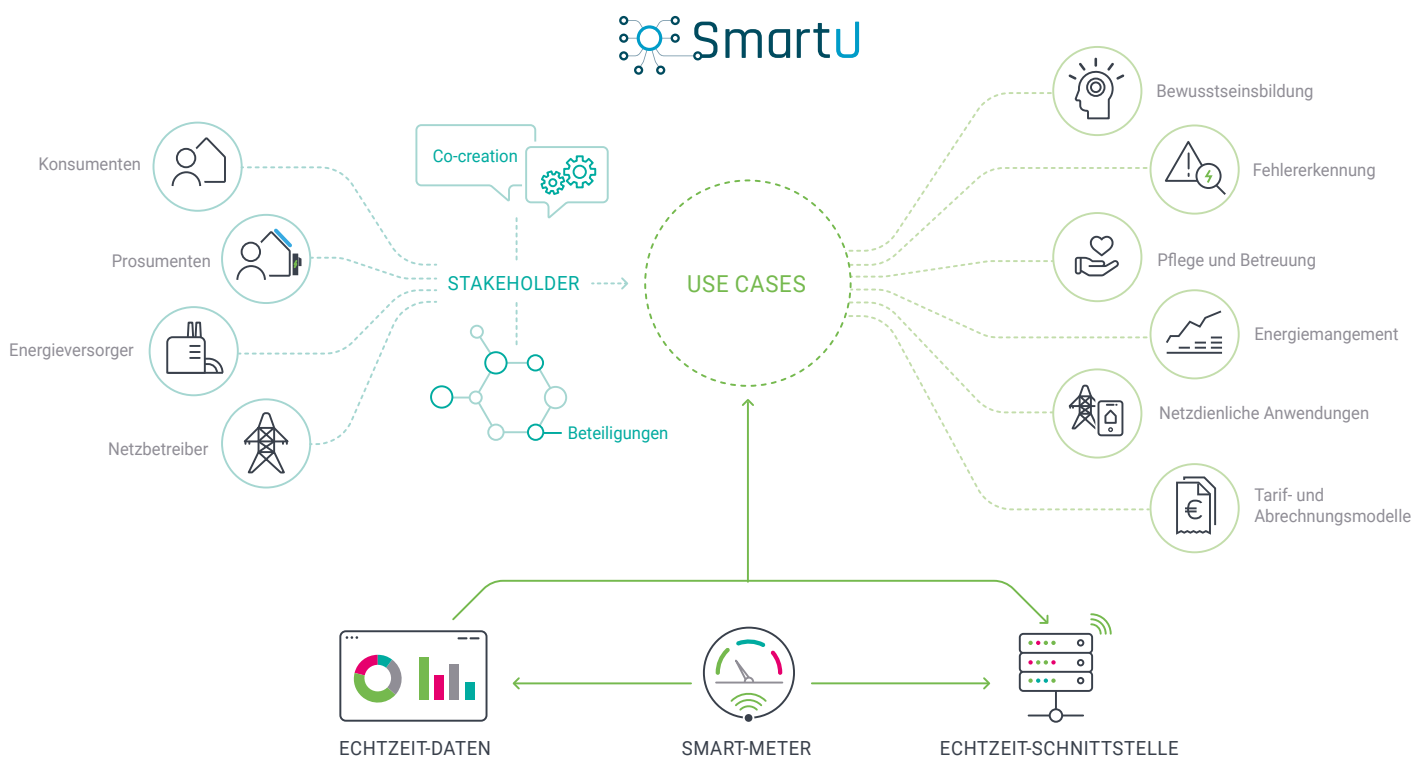 SmartU
Konsumenten
Prosumenten
Energieversorger
Netzbetreiber
Co-creation
STAKEHOLDER
Beteiligungen
USE CASES
Bewusstseinsbildung
Fehlererkennung
Pflege und Betreuung
Energiemangement
Netzdienliche Anwendungen
Tarif- und
Abrechnungsmodelle
€
ECHTZEIT-DATEN
SMART-METER
ECHTZEIT-SCHNITTSTELLE